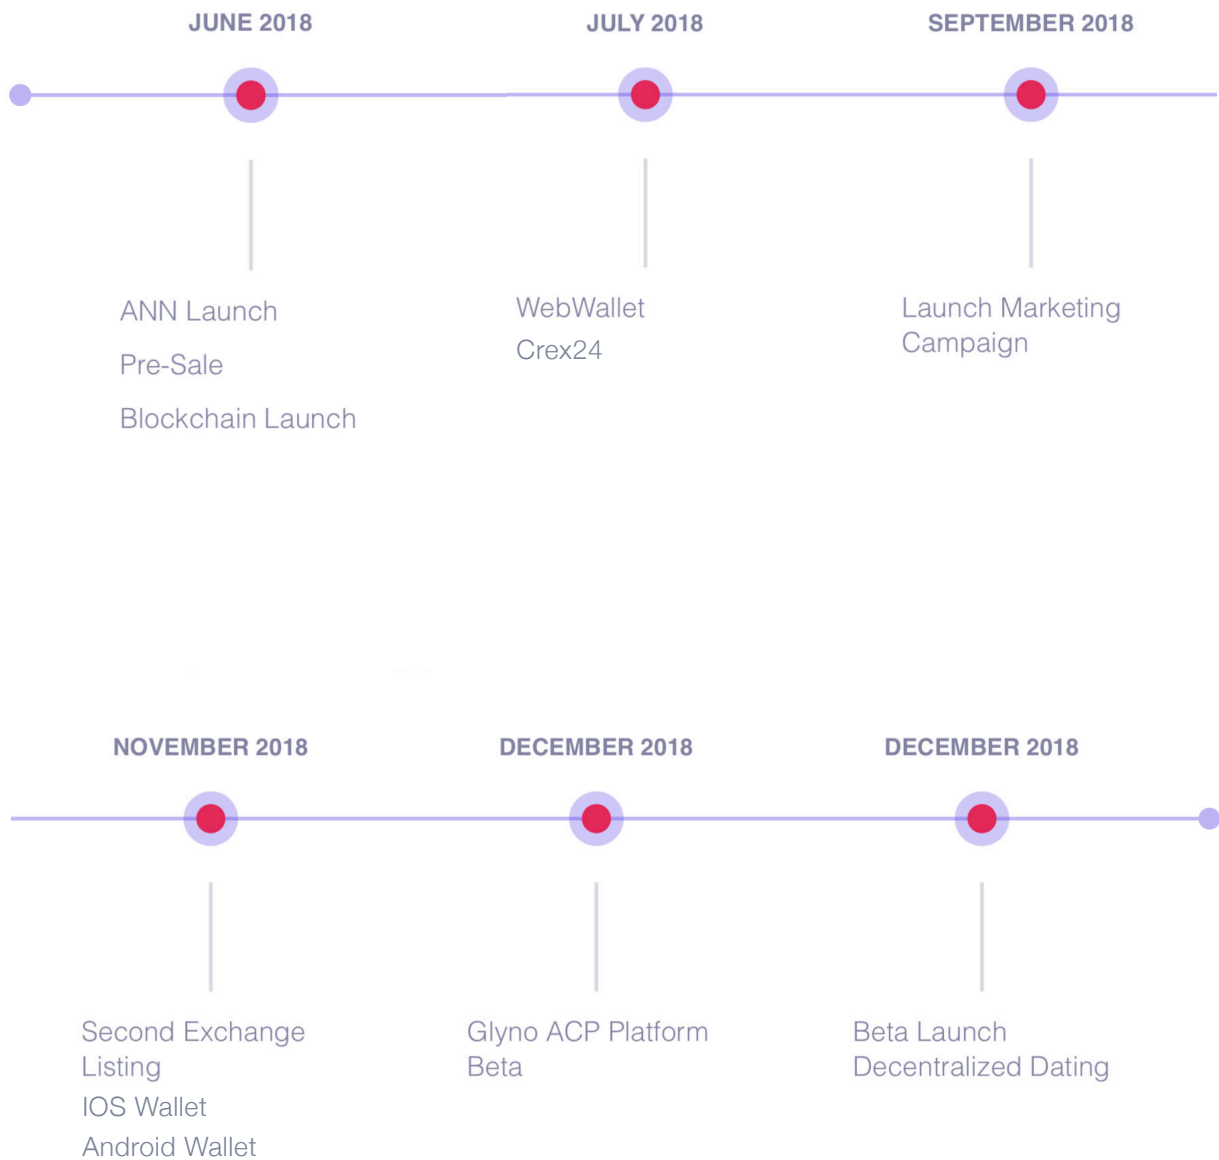 JUNE 2018
JULY 2018
SEPTEMBER 2018
ANN Launch
Pre-Sale
Blockchain Launch
WebWallet
Crex24
Launch Marketing
Campaign
NOVEMBER 2018
DECEMBER 2018
DECEMBER 2018
Second Exchange
Listing
IOS Wallet
Android Wallet
Glyno ACP Platform
Beta
Beta Launch
Decentralized Dating